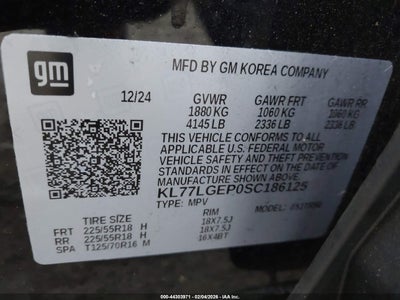 gm
MFD BY GM KOREA COMPANY
12/24 GVWR GAWR FRT GAWR RR
1880 KG 1060 KG 1060 KG
4145 LB 2336 LB 2336 LB
THIS VEHICLE CONFORMS TO ALL
APPLICABLE U.S. FEDERAL MOTOR
VEHICLE SAFETY AND THEFT
PREVENTION STANDARDS IN EFFECT
ON THE DATE OF MANUFACTURE
SHOWN ABOVE.
KL77LGEP0SC186125
TYPE: MPV MODEL:
TIRE SIZE RIM
FRT 225/55R18 H 18X7.5J
RR 225/55R18 H 18X7.5J
SPA T125/70R16 M 16X4BT
© IAA 44303971 - 02/04/2026 - IAAI.com